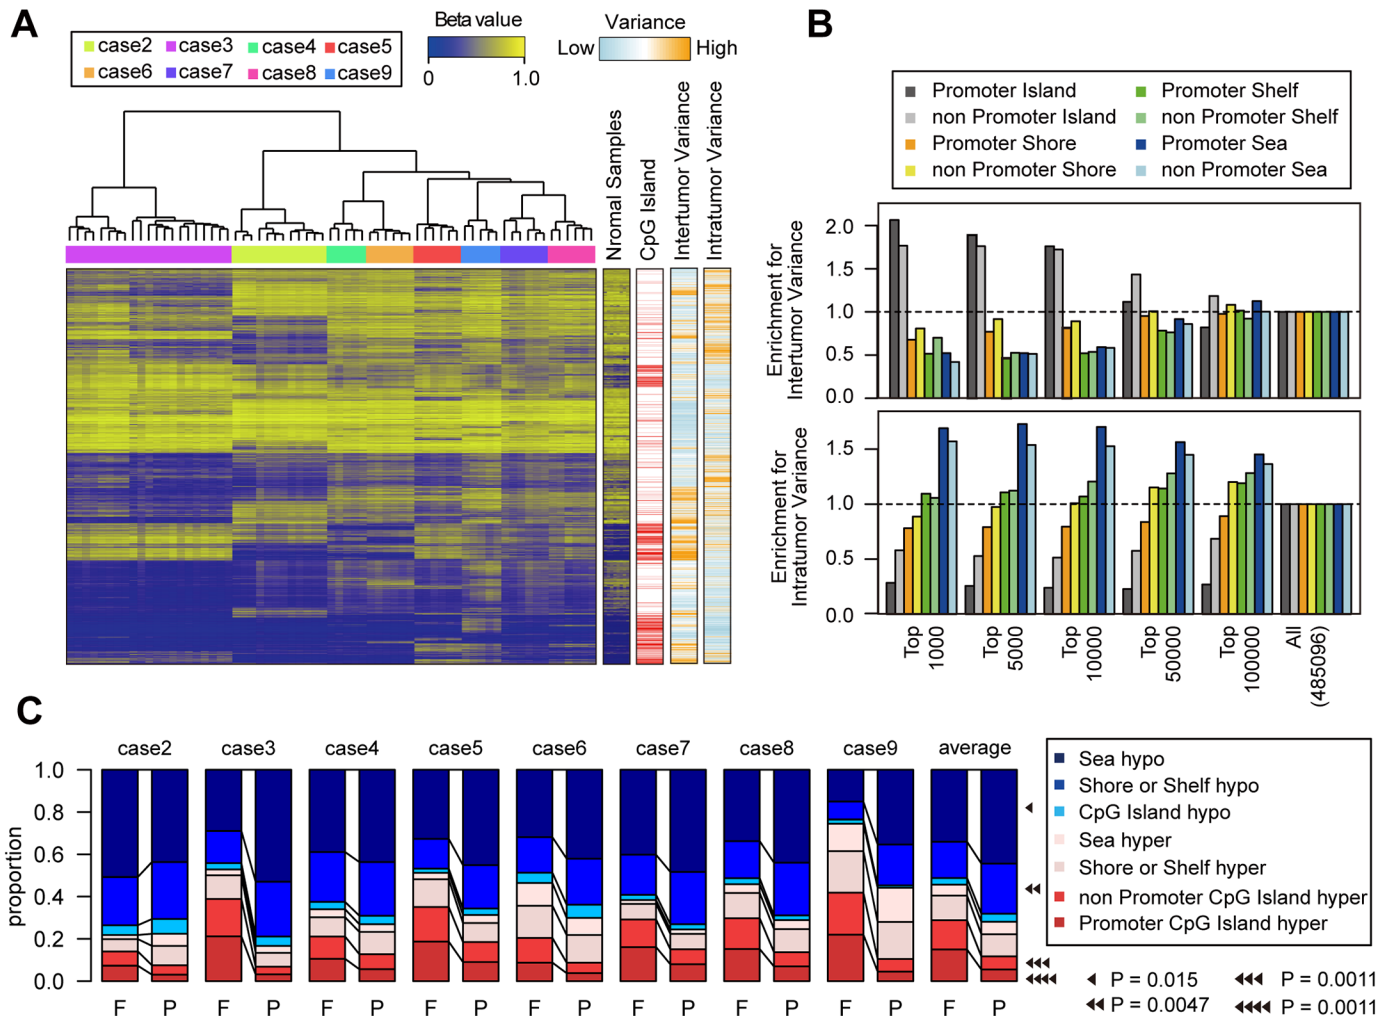 A
case2 case3 case4 case5
case6 case7 case8 case9
Beta value
0 1.0
Variance
Low High
Nromal Samples
CpG Island
Intertumor Variance
Intratumor Variance
B
Promoter Island Promoter Shelf
non Promoter Island non Promoter Shelf
Promoter Shore Promoter Sea
non Promoter Shore non Promoter Sea
Enrichment for
Intertumor Variance
2.0
1.5
1.0
0.5
0.0
Enrichment for
Intratumor Variance
1.5
1.0
0.5
0.0
Top
1000
Top
5000
Top
10000
Top
50000
Top
100000
All
(485096)
C
case2 case3 case4 case5 case6 case7 case8 case9 average
proportion
1.0
0.8
0.6
0.4
0.2
0.0
F P F P F P F P F P F P F P F P F P
Sea hypo
Shore or Shelf hypo
CpG Island hypo
Sea hyper
Shore or Shelf hyper
non Promoter CpG Island hyper
Promoter CpG Island hyper
P = 0.015 P = 0.0011
P = 0.0047 P = 0.0011